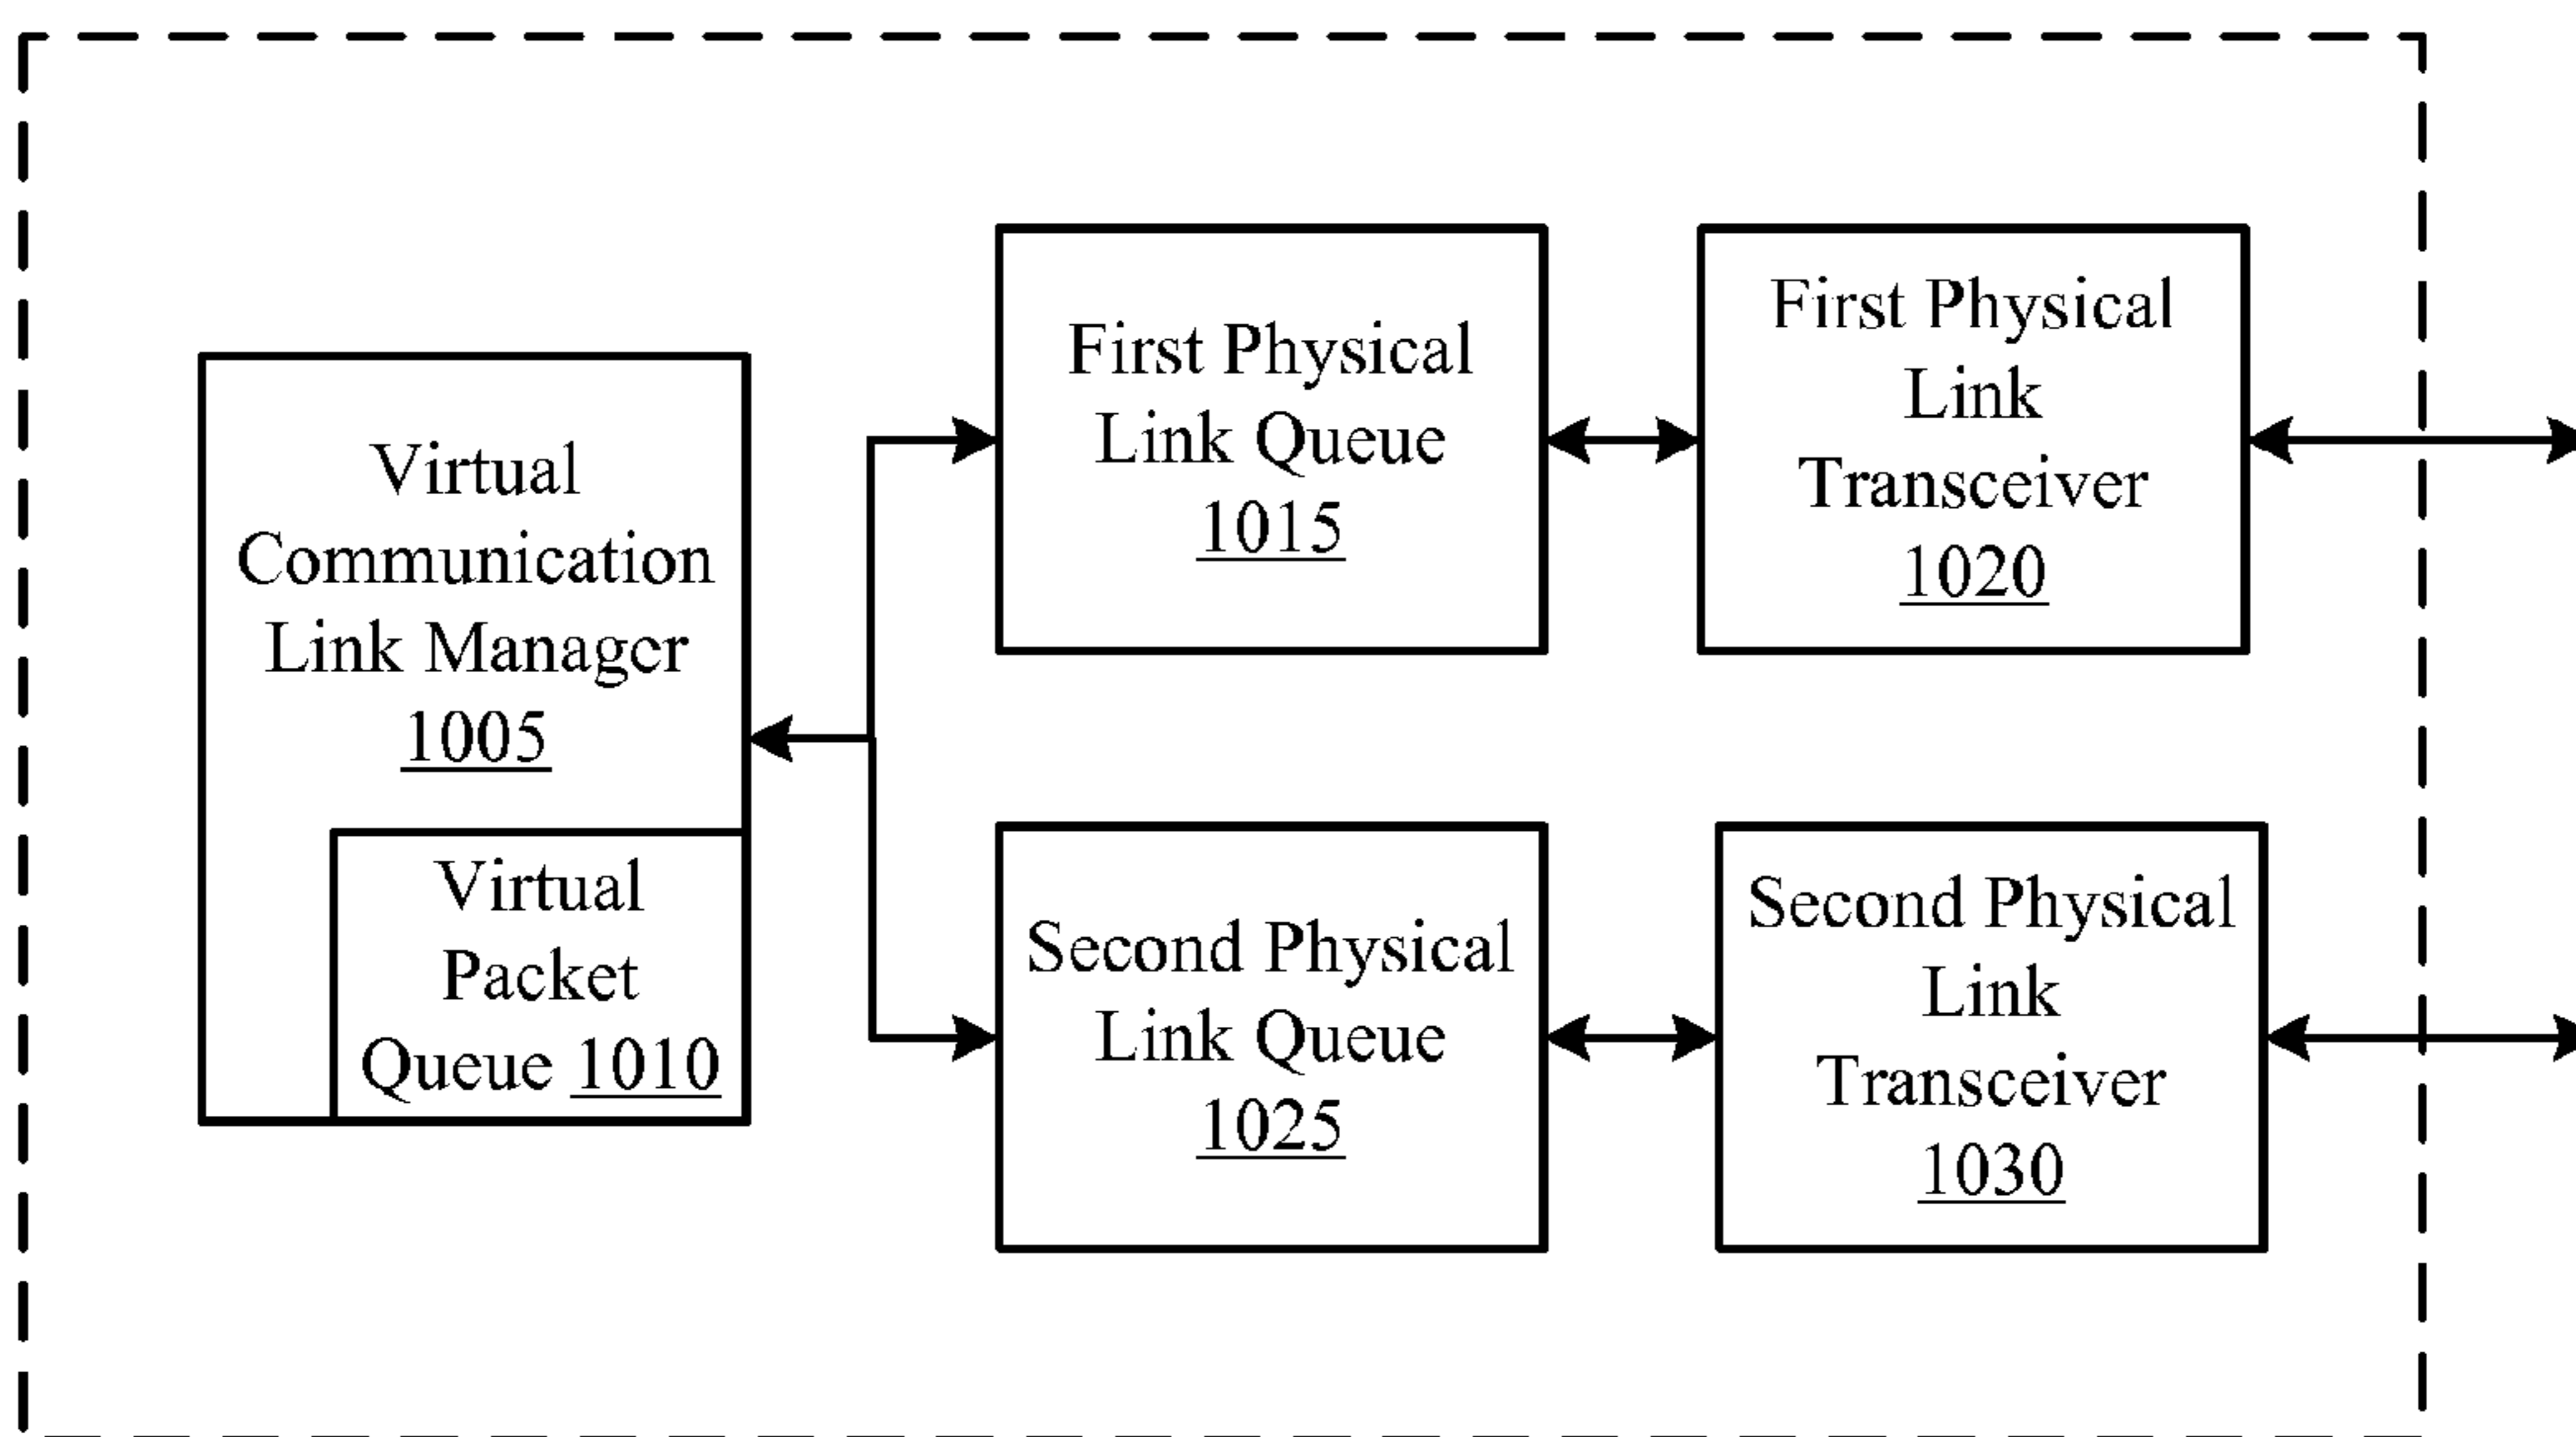 Virtual
Communication
Link Manager
1005
Virtual
Packet
Queue 1010
First Physical
Link Queue
1015
First Physical
Link
Transceiver
1020
Second Physical
Link Queue
1025
Second Physical
Link
Transceiver
1030